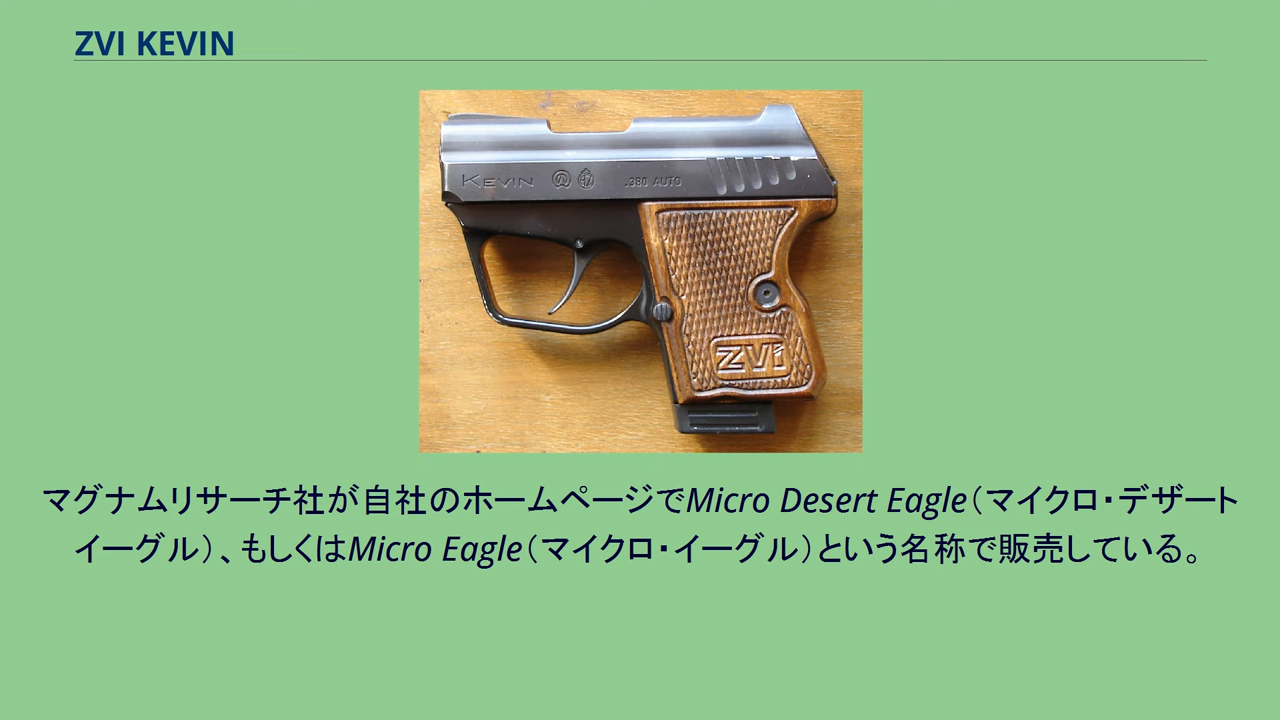 ZVI KEVIN
KEVIN
.380 AUTO
ZVI
マグナムリサーチ社が自社のホームページでMicro Desert Eagle（マイクロ・デザート
イーグル）、もしくはMicro Eagle（マイクロ・イーグル）という名称で販売している。